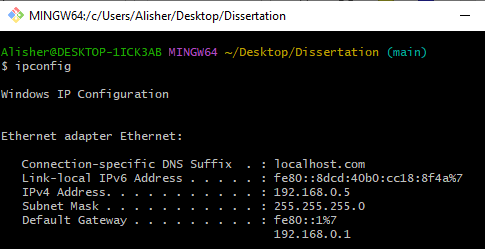 MINGW64:/c/Users/Alisher/Desktop/Dissertation
Alisher@DESKTOP-1ICK3AB MINGW64 ~/Desktop/Dissertation (main)
$ ipconfig
Windows IP Configuration
Ethernet adapter Ethernet:
Connection-specific DNS Suffix  . : localhost.com
Link-local IPv6 Address . . . . . : fe80::8dcd:40b0:cc18:8f4a%7
IPv4 Address. . . . . . . . . . . : 192.168.0.5
Subnet Mask . . . . . . . . . . . : 255.255.255.0
Default Gateway . . . . . . . . . : fe80::1%7
192.168.0.1